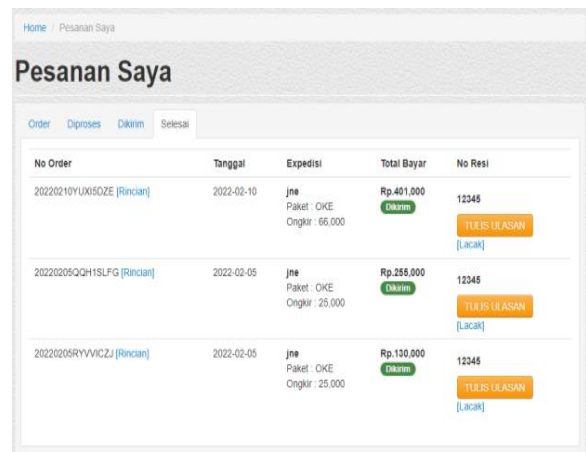 Home / Pesanan Saya
Pesanan Saya
Order Diproses Dikirim Selesai
No Order Tanggal Expedisi Total Bayar No Resi
20220210YUXI5DZE [Rincian] 2022-02-10 jne Rp.401,000 12345
Paket : OKE Dikirim
Ongkir : 66,000 TULIS ULASAN
[Lacak]
20220205QQH1SLFG [Rincian] 2022-02-05 jne Rp.255,000 12345
Paket : OKE Dikirim
Ongkir : 25,000 TULIS ULASAN
[Lacak]
20220205RYVVICZJ [Rincian] 2022-02-05 jne Rp.130,000 12345
Paket : OKE Dikirim
Ongkir : 25,000 TULIS ULASAN
[Lacak]